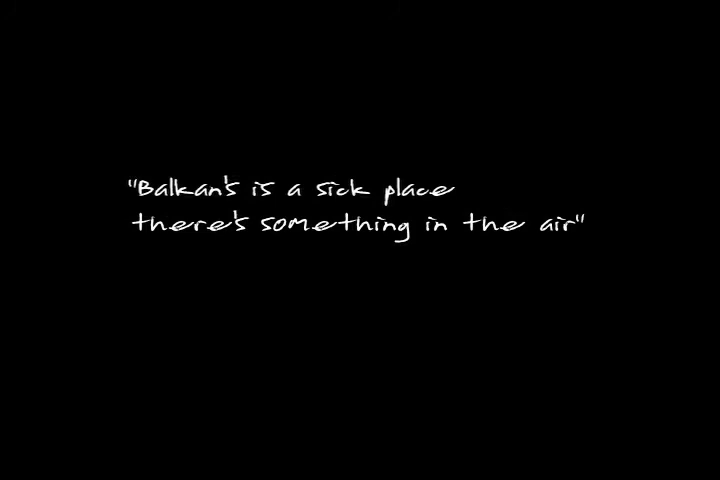 "Balkan's is a sick place
there's something in the air"